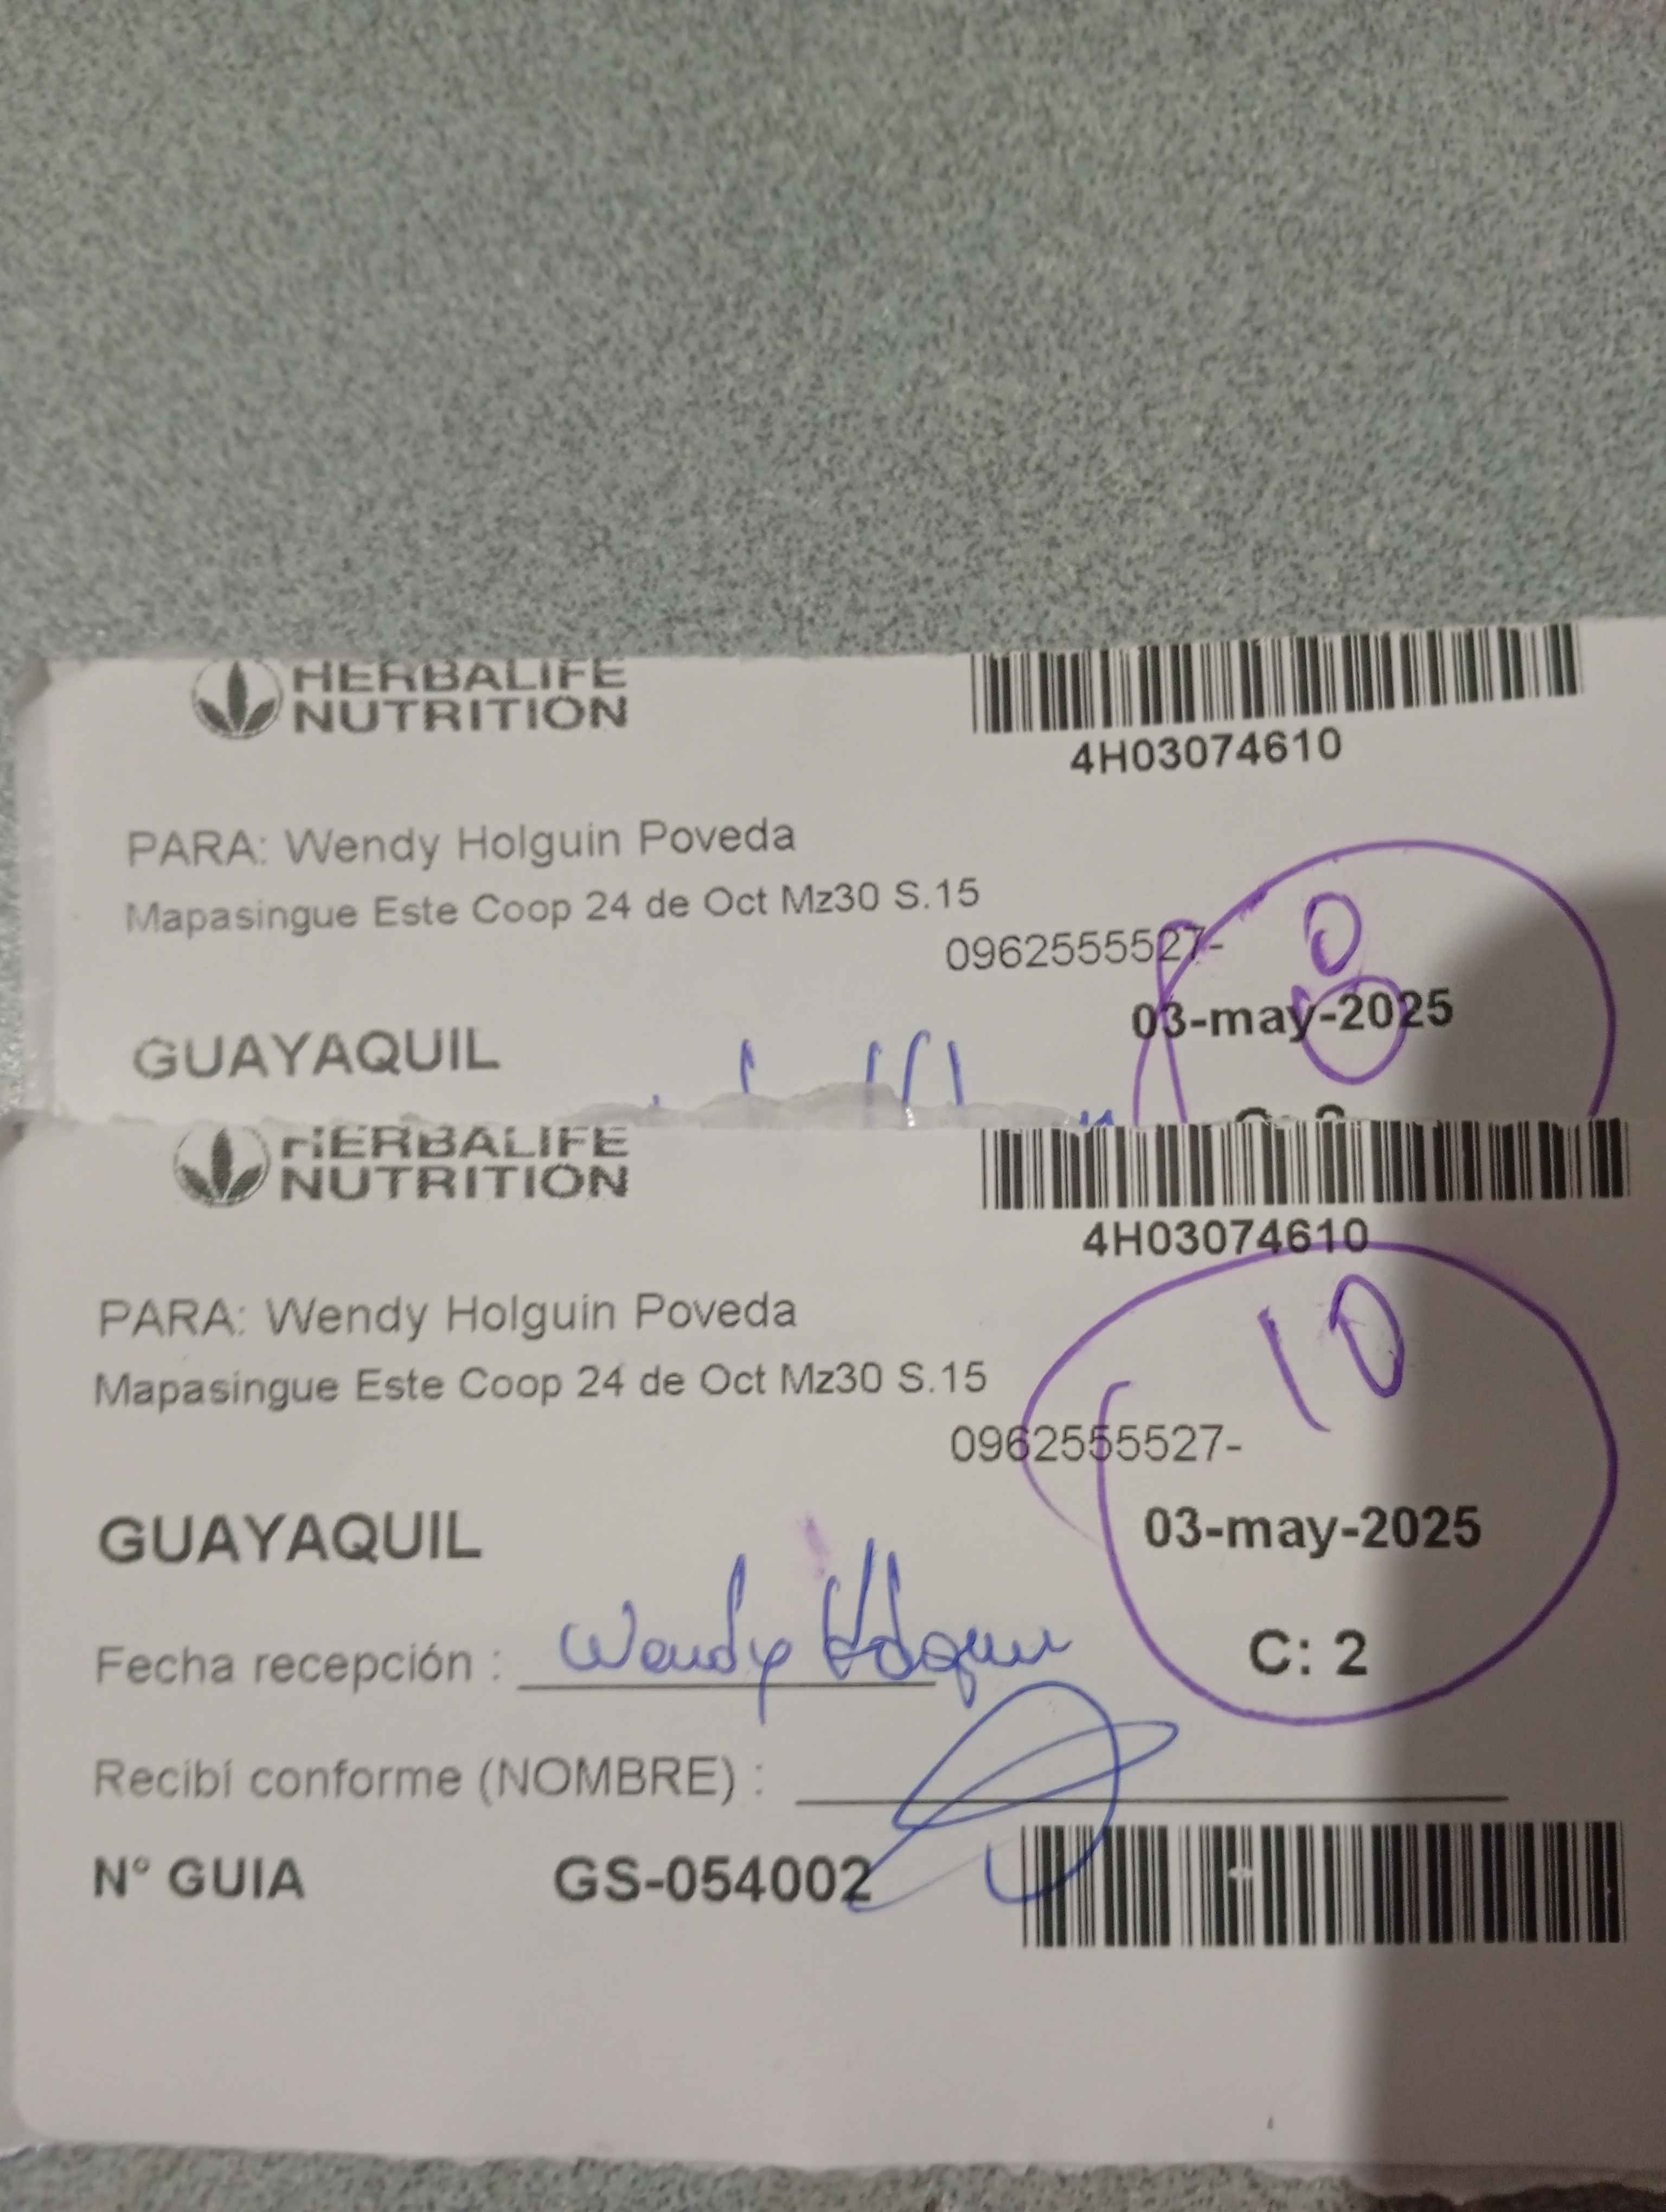 HERBALIFE
NUTRITION
4H03074610
PARA: Wendy Holguin Poveda
Mapasingue Este Coop 24 de Oct Mz30 S.15
0962555527-
03-may-2025
GUAYAQUIL
HERBALIFE
NUTRITION
4H03074610
10
PARA: Wendy Holguin Poveda
Mapasingue Este Coop 24 de Oct Mz30 S.15
0962555527-
03-may-2025
GUAYAQUIL
C: 2
Fecha recepción : Wendy Holguin
Recibí conforme (NOMBRE) :
N° GUIA GS-054002